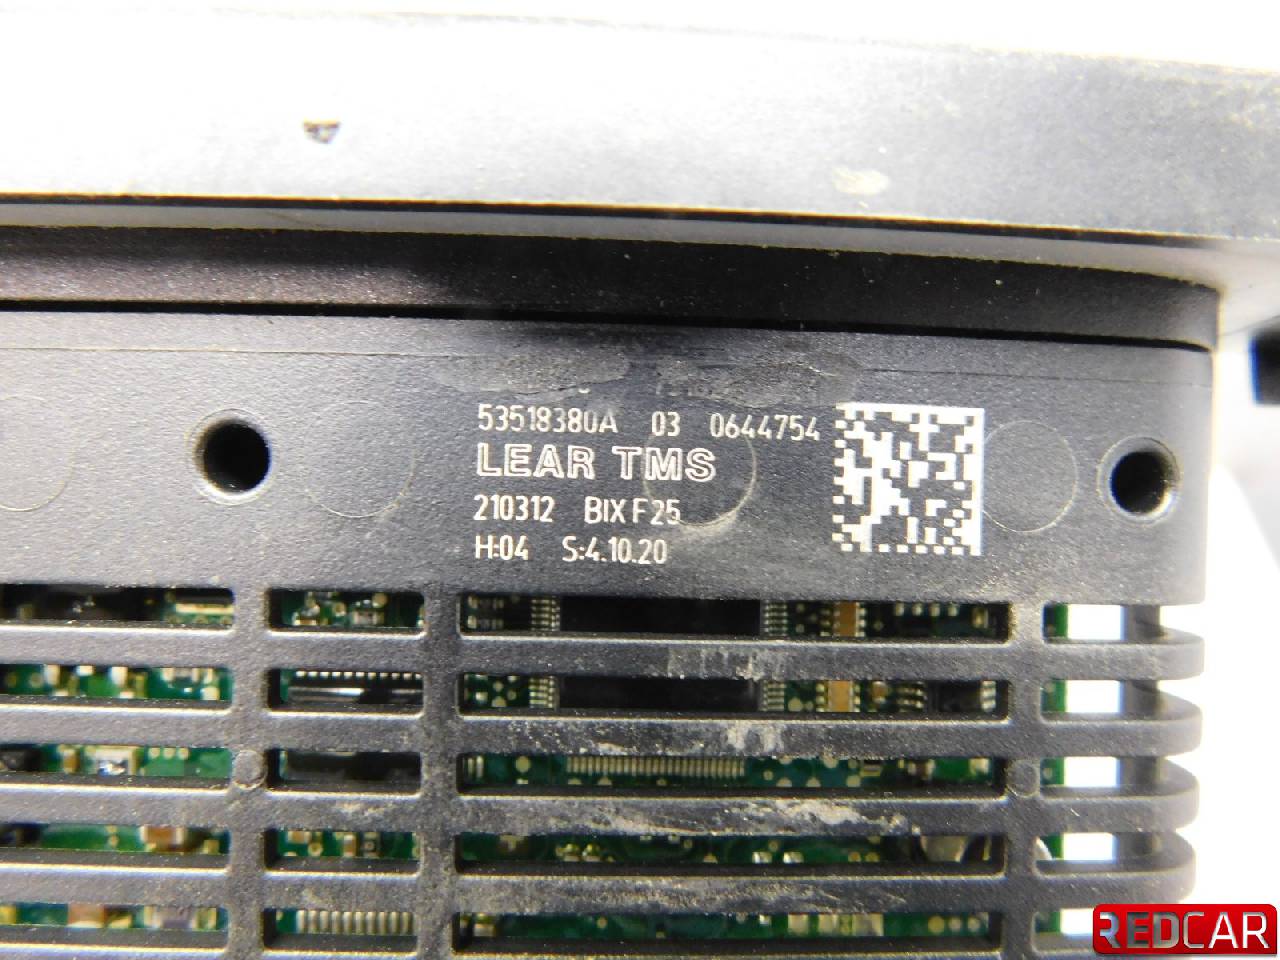 53518380A 03 0644754
LEAR TMS
210312 BIX F25
H:04 S:4.10.20
REDCAR